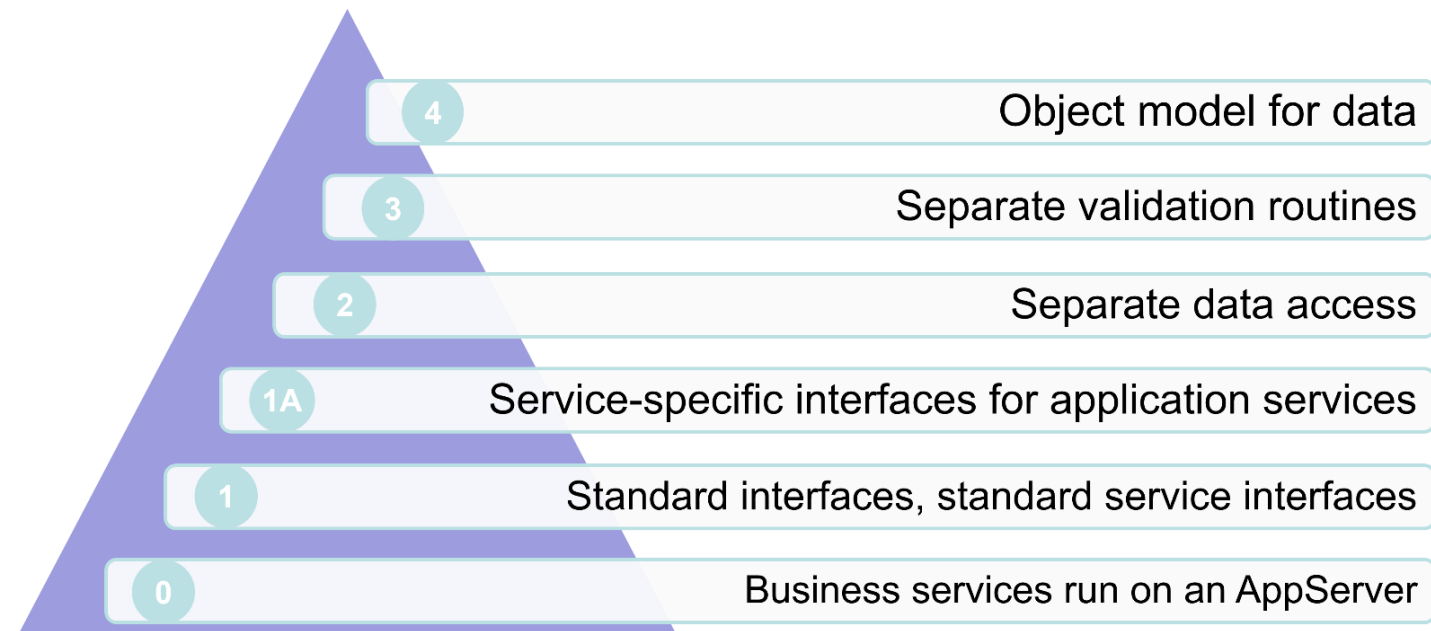 4 Object model for data
3 Separate validation routines
2 Separate data access
1A Service-specific interfaces for application services
1 Standard interfaces, standard service interfaces
0 Business services run on an AppServer